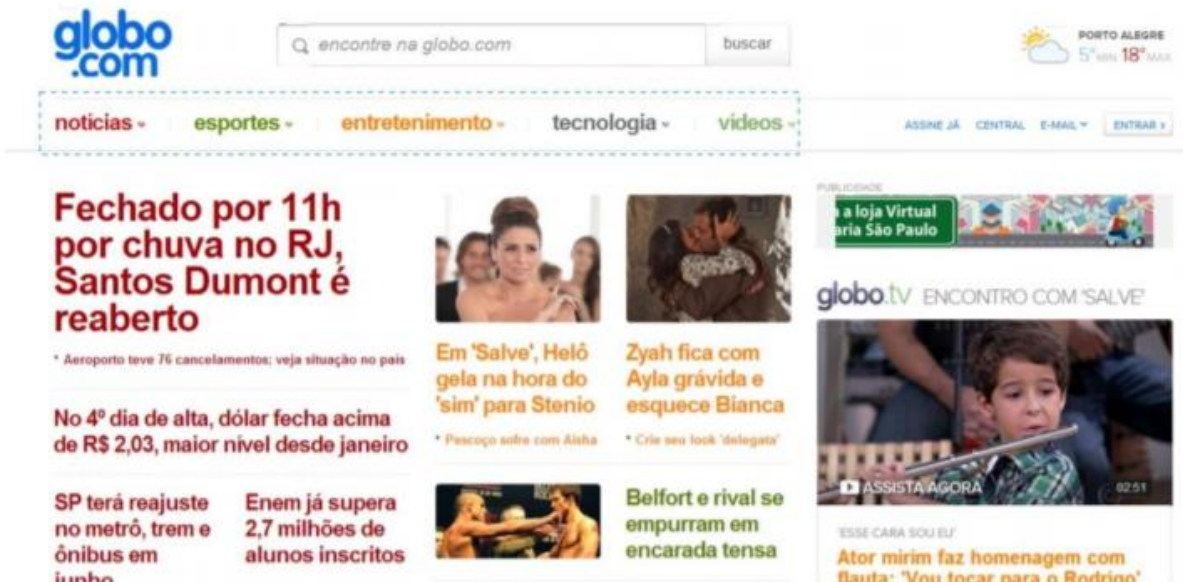 globo
.com
encontre na globo.com
buscar
PORTO ALEGRE
5° MIN 18° MAX
notícias
esportes
entretenimento
tecnologia
vídeos
ASSINE JÁ CENTRAL E-MAIL ENTRAR
Fechado por 11h
por chuva no RJ,
Santos Dumont é
reaberto
* Aeroporto teve 76 cancelamentos; veja situação no país
No 4º dia de alta, dólar fecha acima
de R$ 2,03, maior nível desde janeiro
SP terá reajuste
no metrô, trem e
ônibus em
junho
Enem já supera
2,7 milhões de
alunos inscritos
Em 'Salve', Helô
gela na hora do
'sim' para Stenio
* Pescoço sofre com Aisha
Zyah fica com
Ayla grávida e
esquece Bianca
* Crie seu look 'delegata'
Belfort e rival se
empurram em
encarada tensa
PUBLICIDADE
a loja Virtual
aria São Paulo
globo.tv ENCONTRO COM 'SALVE'
ASSISTA AGORA
02:51
'ESSE CARA SOU EU'
Ator mirim faz homenagem com
flauta: 'Vou tocar para o Rodrigo'